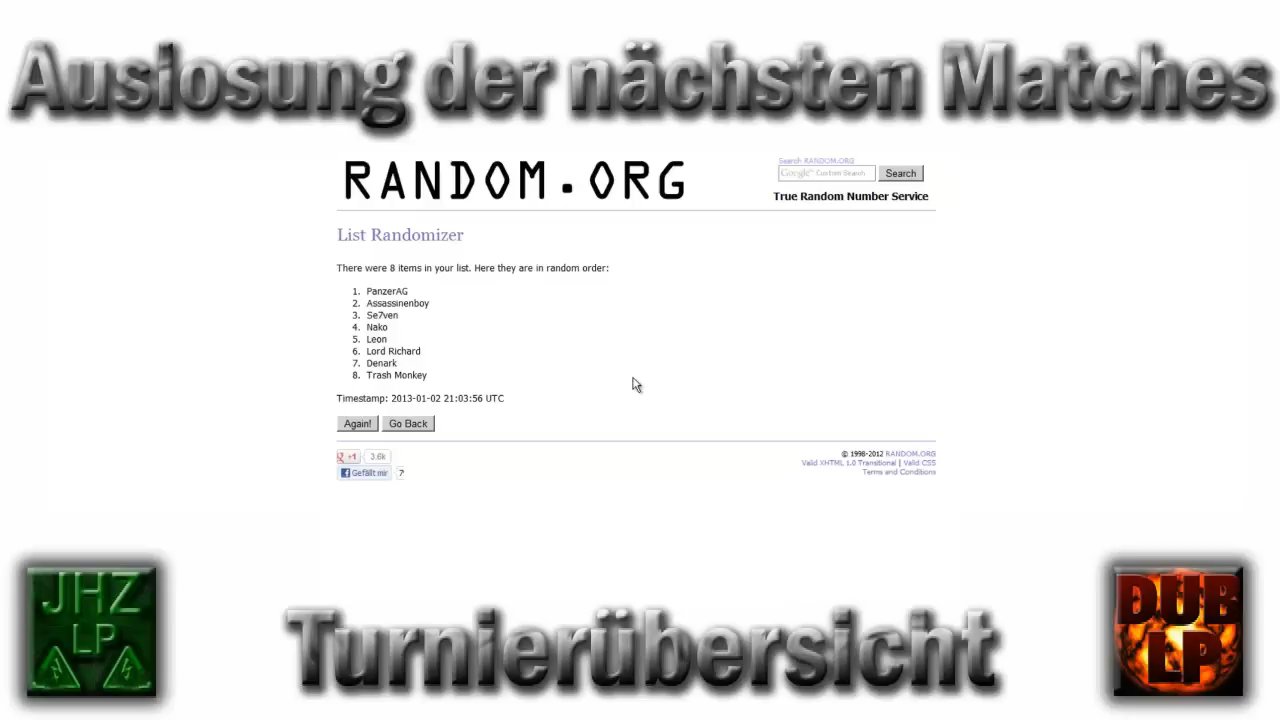 Auslosung der nächsten Matches
RANDOM.ORG
Search RANDOM.ORG
Google™ Custom Search
Search
True Random Number Service
List Randomizer
There were 8 items in your list. Here they are in random order:
1. PanzerAG
2. Assassinenboy
3. Se7ven
4. Nako
5. Leon
6. Lord Richard
7. Denark
8. Trash Monkey
Timestamp: 2013-01-02 21:03:56 UTC
Again! Go Back
+1 3.6k
Gefällt mir 7
© 1998-2012 RANDOM.ORG
Valid XHTML 1.0 Transitional | Valid CSS
Terms and Conditions
JHZ
LP
Turnierübersicht
DUB
LP